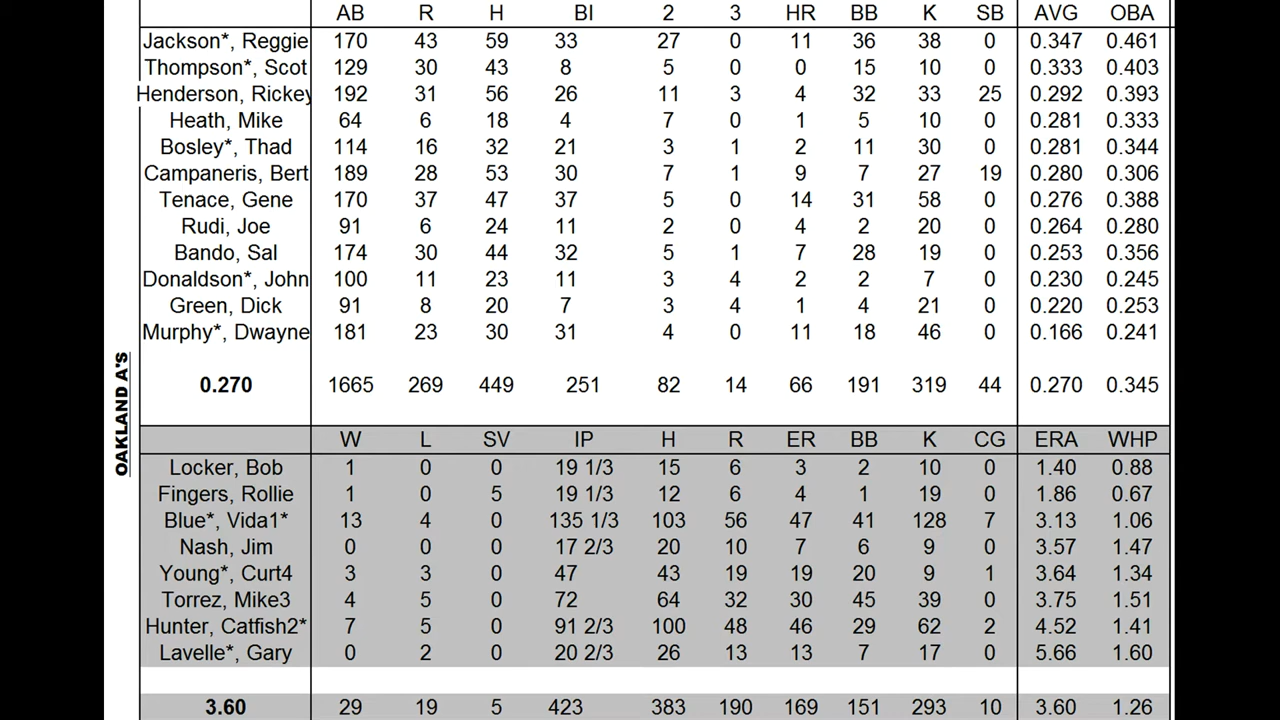 AB R H BI 2 3 HR BB K SB AVG OBA
Jackson*, Reggie 170 43 59 33 27 0 11 36 38 0 0.347 0.461
Thompson*, Scot 129 30 43 8 5 0 0 15 10 0 0.333 0.403
Henderson, Rickey 192 31 56 26 11 3 4 32 33 25 0.292 0.393
Heath, Mike 64 6 18 4 7 0 1 5 10 0 0.281 0.333
Bosley*, Thad 114 16 32 21 3 1 2 11 30 0 0.281 0.344
Campaneris, Bert 189 28 53 30 7 1 9 7 27 19 0.280 0.306
Tenace, Gene 170 37 47 37 5 0 14 31 58 0 0.276 0.388
Rudi, Joe 91 6 24 11 2 0 4 2 20 0 0.264 0.280
Bando, Sal 174 30 44 32 5 1 7 28 19 0 0.253 0.356
Donaldson*, John 100 11 23 11 3 4 2 2 7 0 0.230 0.245
Green, Dick 91 8 20 7 3 4 1 4 21 0 0.220 0.253
Murphy*, Dwayne 181 23 30 31 4 0 11 18 46 0 0.166 0.241
0.270 1665 269 449 251 82 14 66 191 319 44 0.270 0.345
OAKLAND A'S
W L SV IP H R ER BB K CG ERA WHP
Locker, Bob 1 0 0 19 1/3 15 6 3 2 10 0 1.40 0.88
Fingers, Rollie 1 0 5 19 1/3 12 6 4 1 19 0 1.86 0.67
Blue*, Vida1* 13 4 0 135 1/3 103 56 47 41 128 7 3.13 1.06
Nash, Jim 0 0 0 17 2/3 20 10 7 6 9 0 3.57 1.47
Young*, Curt4 3 3 0 47 43 19 19 20 9 1 3.64 1.34
Torrez, Mike3 4 5 0 72 64 32 30 45 39 0 3.75 1.51
Hunter, Catfish2* 7 5 0 91 2/3 100 48 46 29 62 2 4.52 1.41
Lavelle*, Gary 0 2 0 20 2/3 26 13 13 7 17 0 5.66 1.60
3.60 29 19 5 423 383 190 169 151 293 10 3.60 1.26